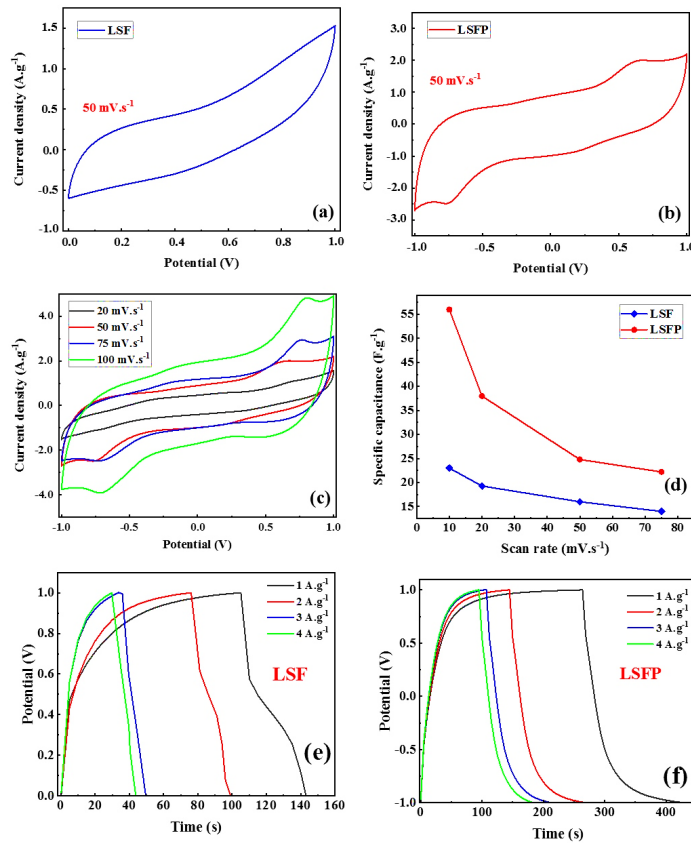 LSF
50 mV.s⁻¹
(a)
Current density (A.g⁻¹)
1.5
1.0
0.5
0.0
-0.5
-1.0
0.0 0.2 0.4 0.6 0.8 1.0
Potential (V)
LSFP
50 mV.s⁻¹
(b)
Current density (A.g⁻¹)
3.0
2.0
1.0
0.0
-1.0
-2.0
-3.0
-1.0 -0.5 0.0 0.5 1.0
Potential (V)
20 mV.s⁻¹
50 mV.s⁻¹
75 mV.s⁻¹
100 mV.s⁻¹
(c)
Current density (A.g⁻¹)
4.0
2.0
0.0
-2.0
-4.0
-1.0 -0.5 0.0 0.5 1.0
Potential (V)
LSF
LSFP
(d)
Specific capacitance (F.g⁻¹)
55
50
45
40
35
30
25
20
15
0 10 20 30 40 50 60 70 80
Scan rate (mV.s⁻¹)
1 A.g⁻¹
2 A.g⁻¹
3 A.g⁻¹
4 A.g⁻¹
LSF
(e)
Potential (V)
1.0
0.8
0.6
0.4
0.2
0.0
0 20 40 60 80 100 120 140 160
Time (s)
1 A.g⁻¹
2 A.g⁻¹
3 A.g⁻¹
4 A.g⁻¹
LSFP
(f)
Potential (V)
1.0
0.5
0.0
-0.5
-1.0
0 100 200 300 400
Time (s)